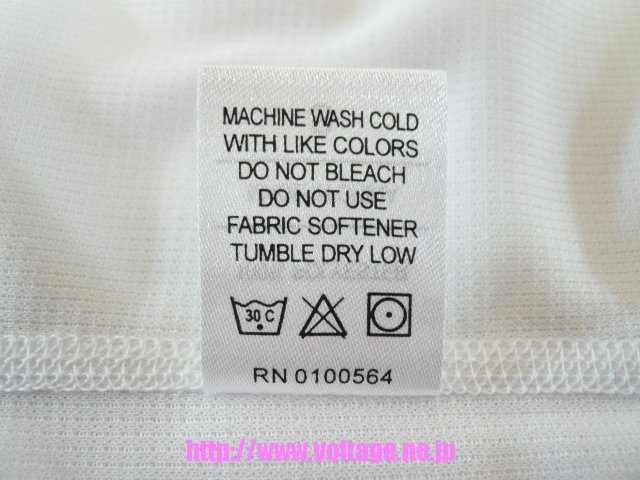 MACHINE WASH COLD
WITH LIKE COLORS
DO NOT BLEACH
DO NOT USE
FABRIC SOFTENER
TUMBLE DRY LOW
30 C
RN 0100564
http://www.voltage.ne.jp